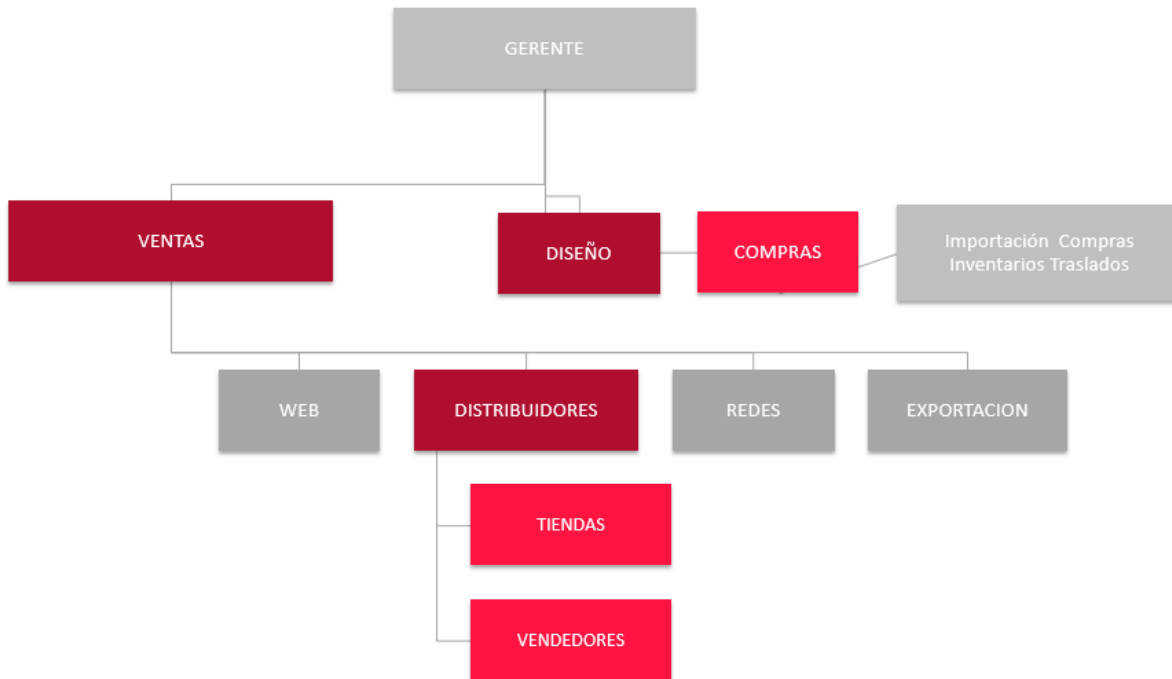 GERENTE
VENTAS
DISEÑO
COMPRAS
Importación Compras
Inventarios Traslados
WEB
DISTRIBUIDORES
REDES
EXPORTACION
TIENDAS
VENDEDORES